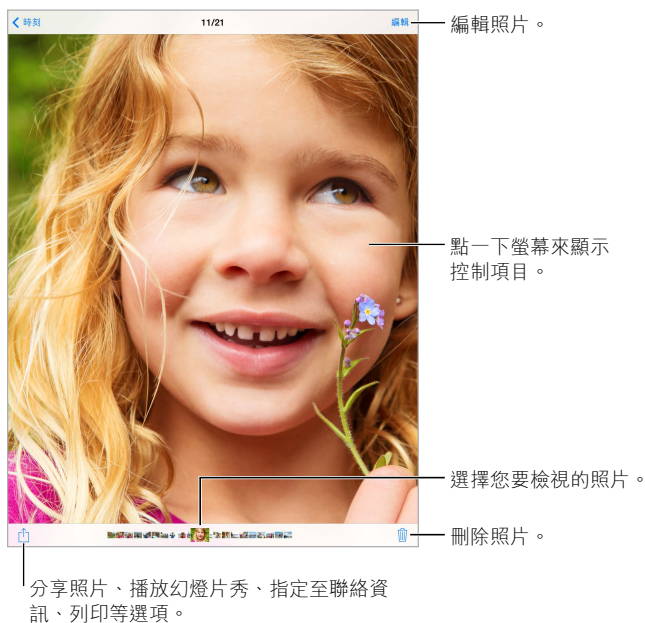 時刻
11/21
編輯
編輯照片。
點一下螢幕來顯示
控制項目。
選擇您要檢視的照片。
刪除照片。
分享照片、播放幻燈片秀、指定至聯絡資
訊、列印等選項。